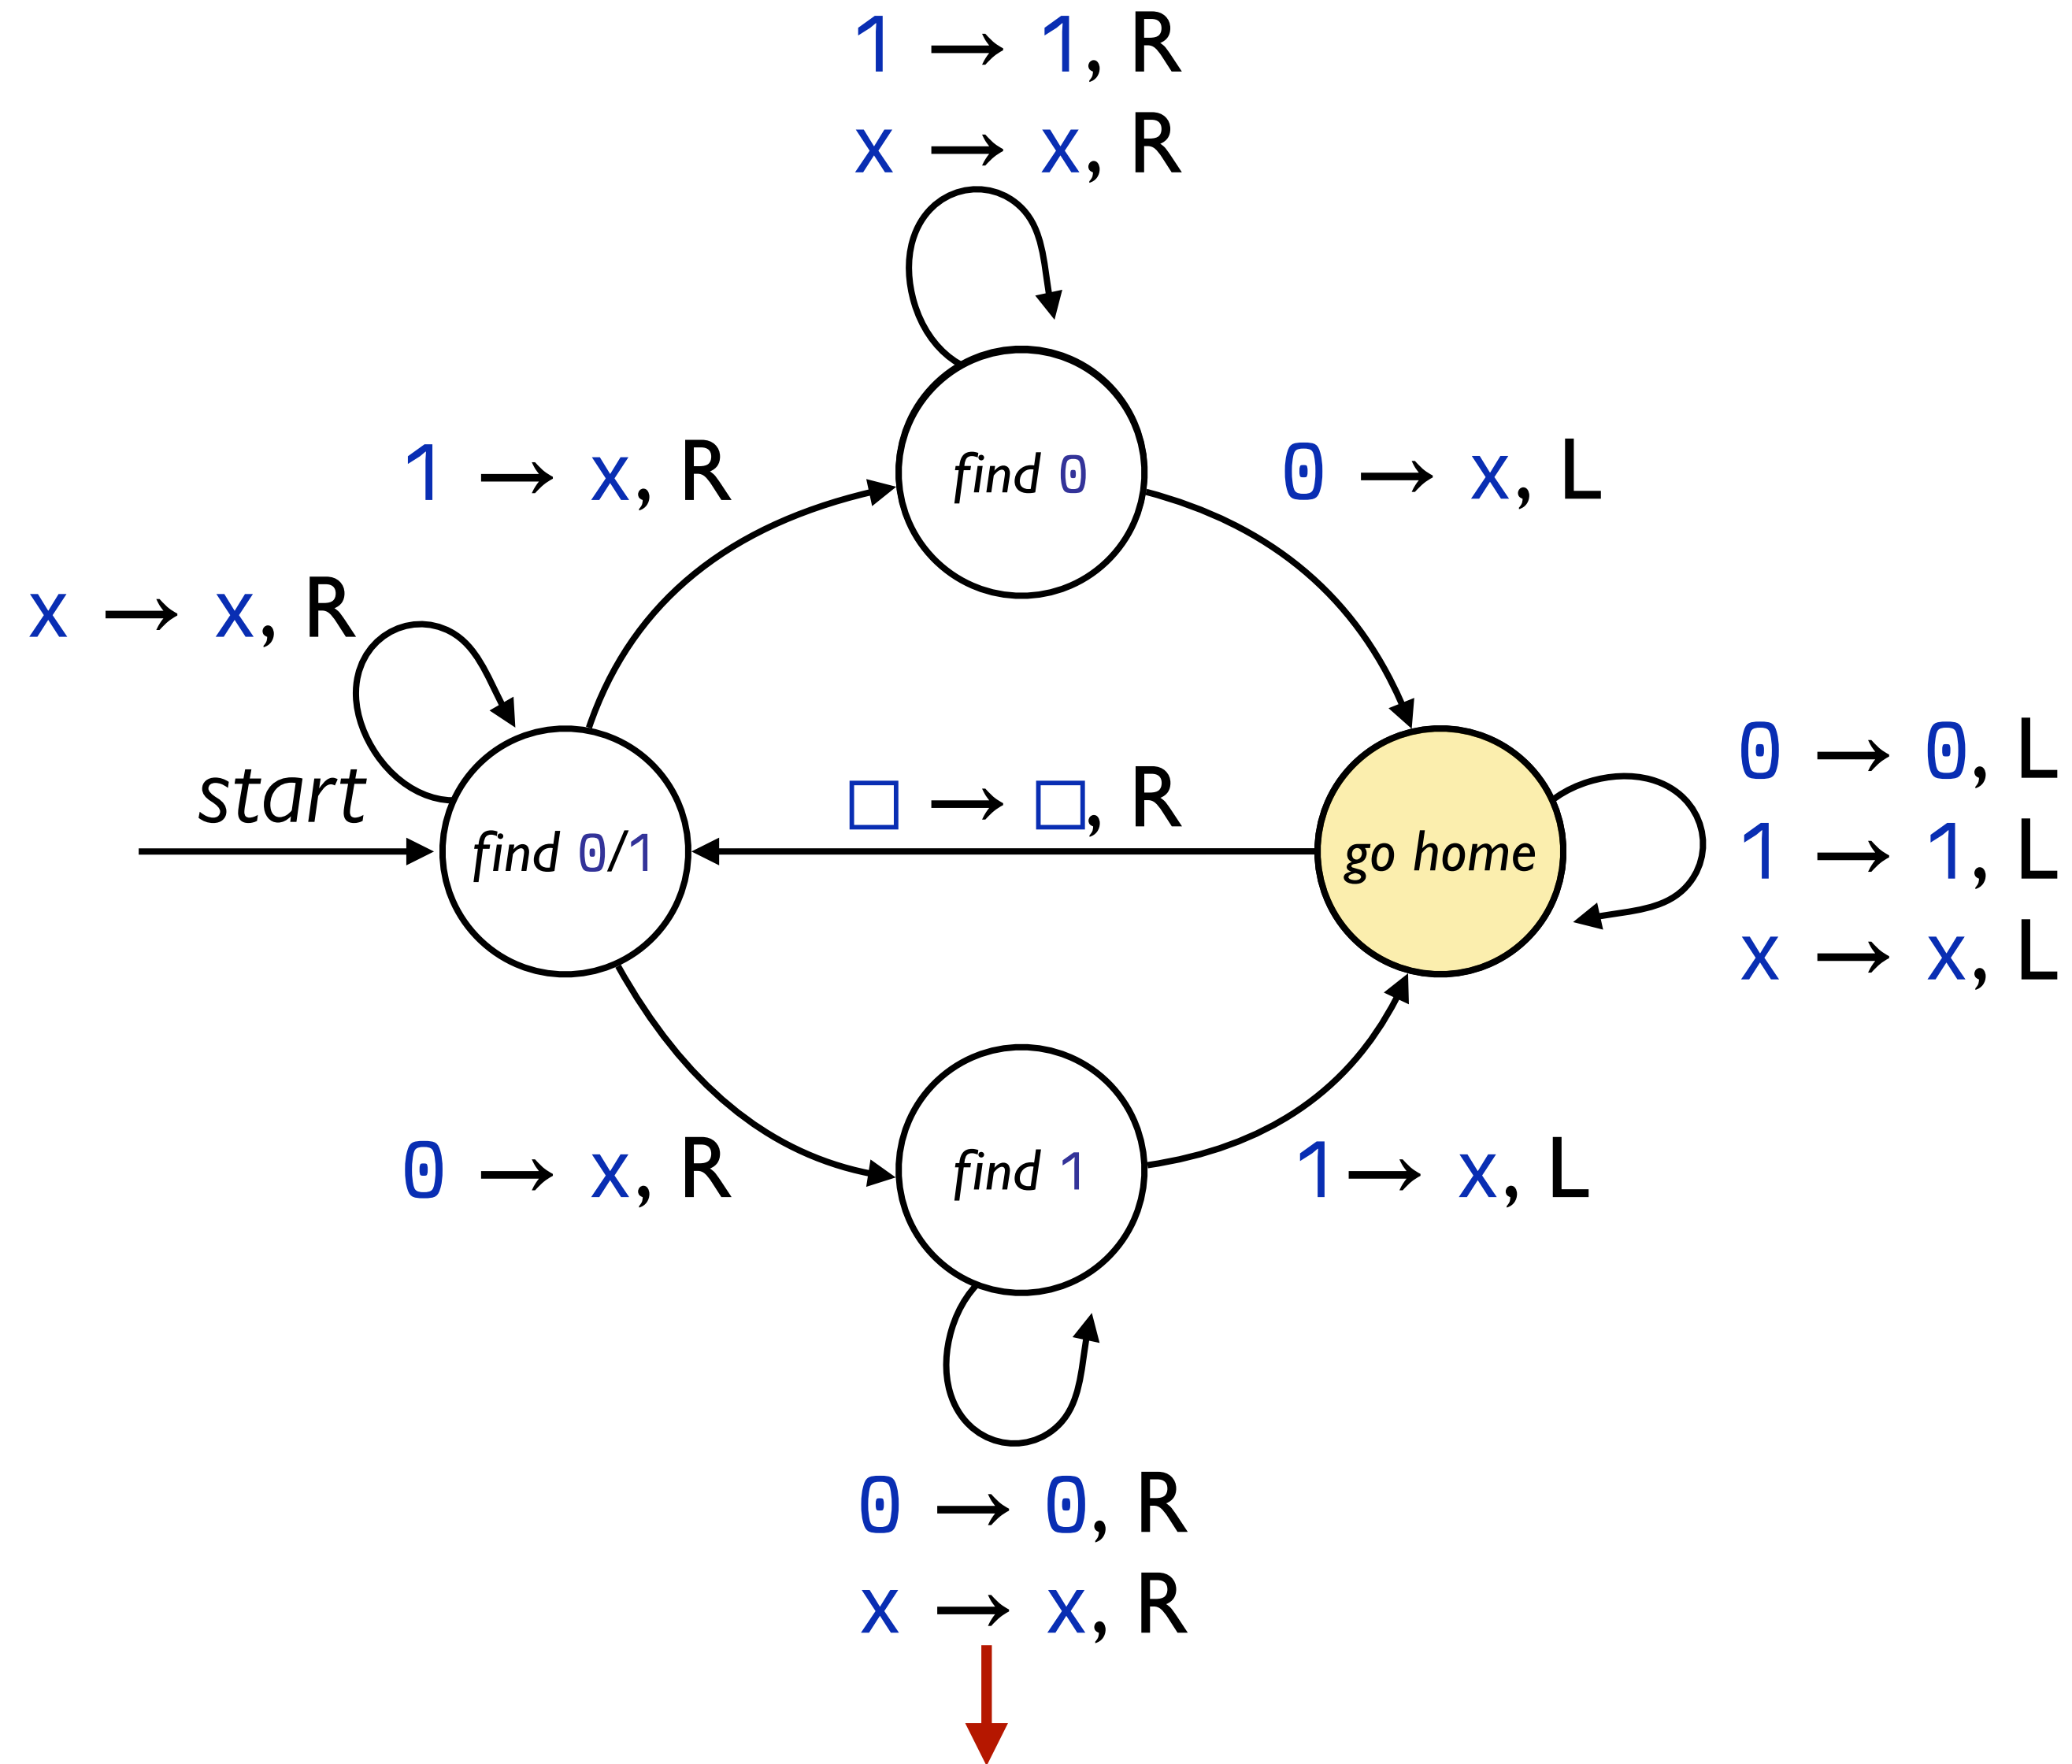 1 → 1, R
x → x, R
find 0
1 → x, R
0 → x, L
x → x, R
start
find 0/1
□ → □, R
go home
0 → 0, L
1 → 1, L
x → x, L
0 → x, R
find 1
1→ x, L
0 → 0, R
x → x, R